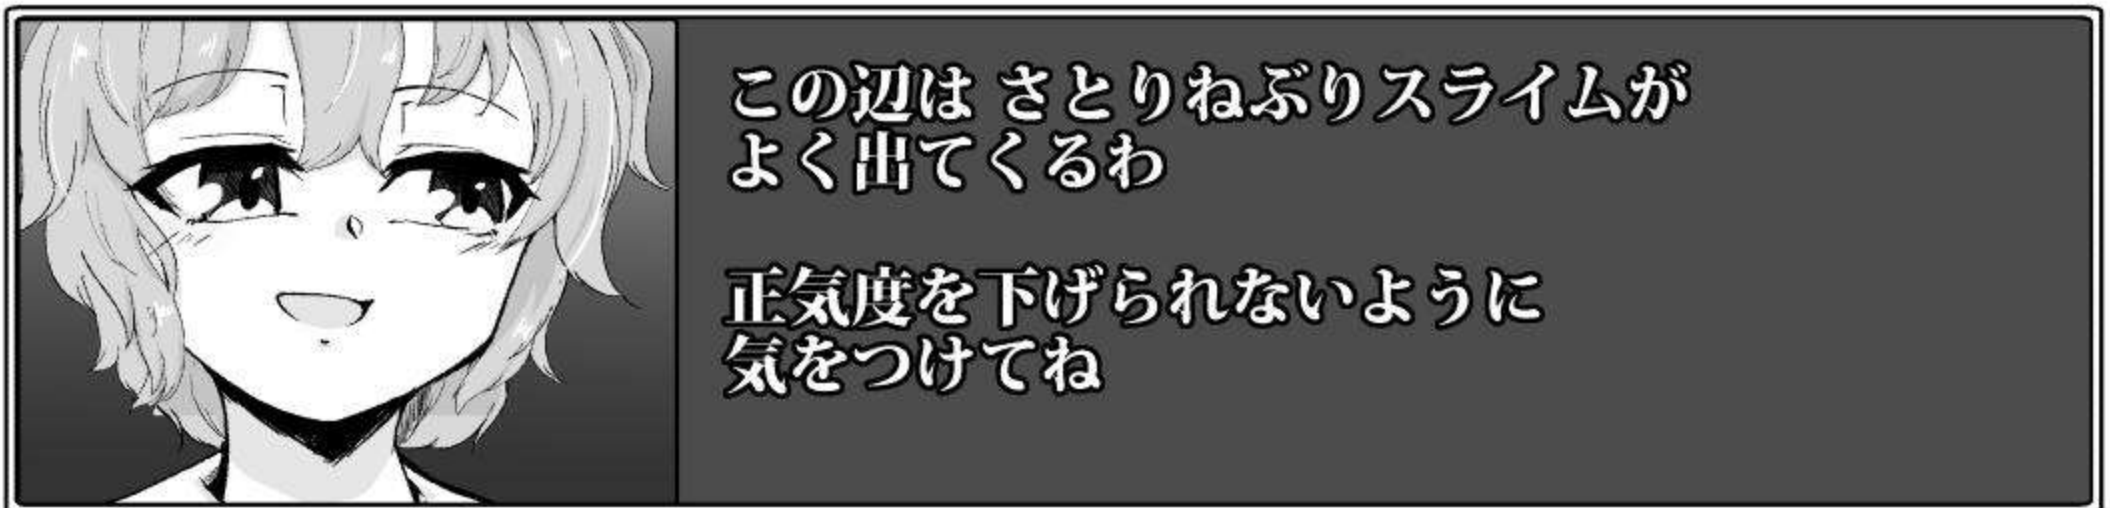 この辺は さとりねぶりスライムが
よく出てくるわ
正気度を下げられないように
気をつけてね